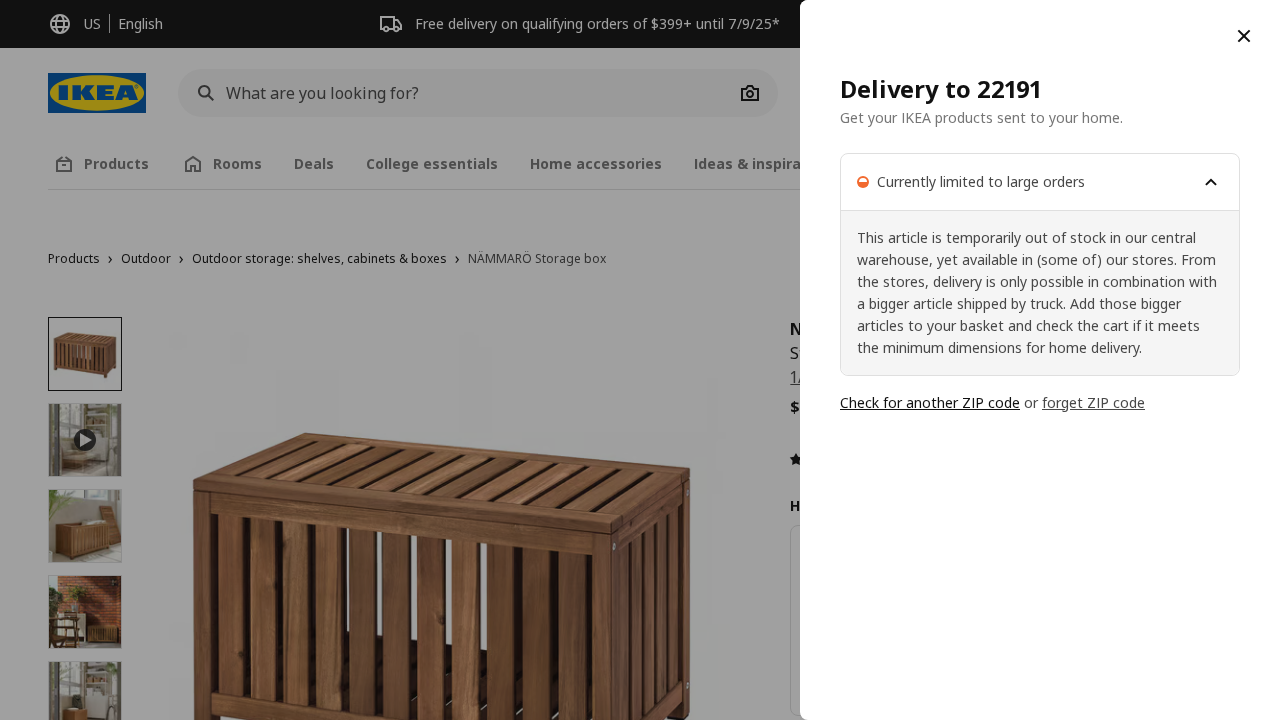 US English
Free delivery on qualifying orders of $399+ until 7/9/25*
IKEA
What are you looking for?
Products Rooms Deals College essentials Home accessories Ideas & inspira
Products › Outdoor › Outdoor storage: shelves, cabinets & boxes › NÄMMARÖ Storage box
N
S
1/
$
H
Delivery to 22191
Get your IKEA products sent to your home.
Currently limited to large orders
This article is temporarily out of stock in our central
warehouse, yet available in (some of) our stores. From
the stores, delivery is only possible in combination with
a bigger article shipped by truck. Add those bigger
articles to your basket and check the cart if it meets
the minimum dimensions for home delivery.
Check for another ZIP code or forget ZIP code